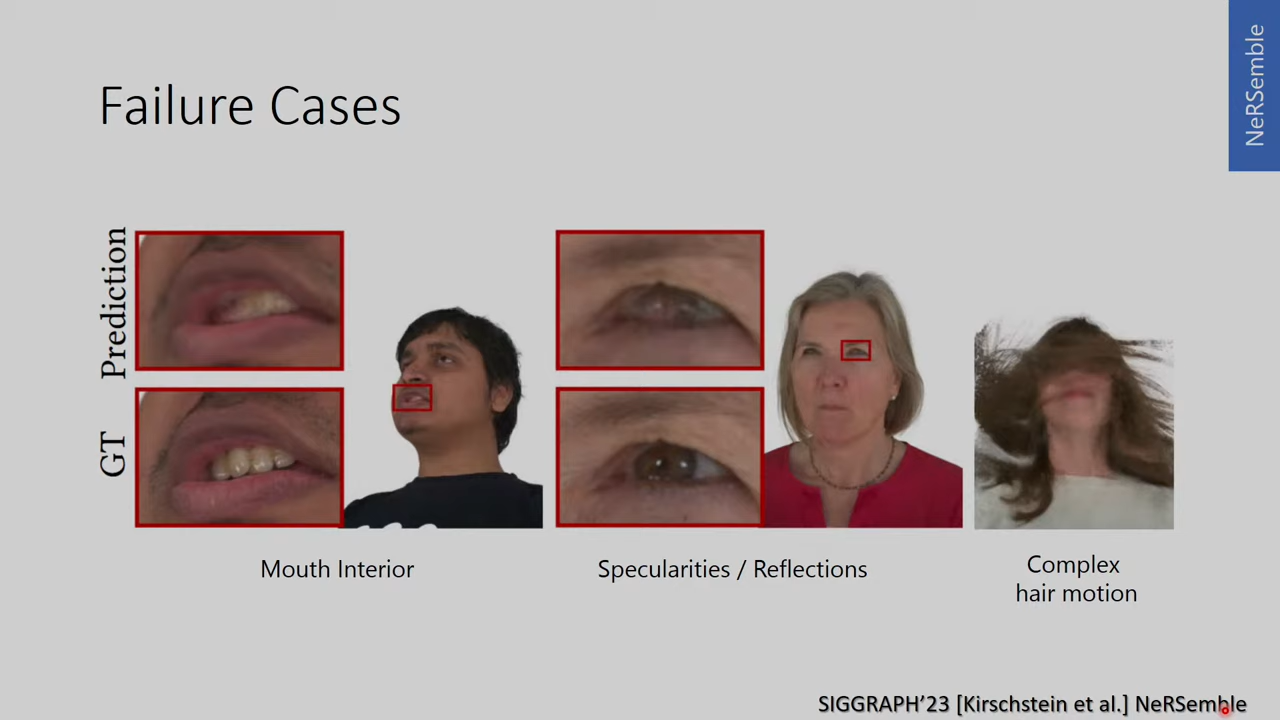 NeRSemble
Failure Cases
Prediction
GT
Mouth Interior
Specularities / Reflections
Complex
hair motion
SIGGRAPH'23 [Kirschstein et al.] NeRSemble